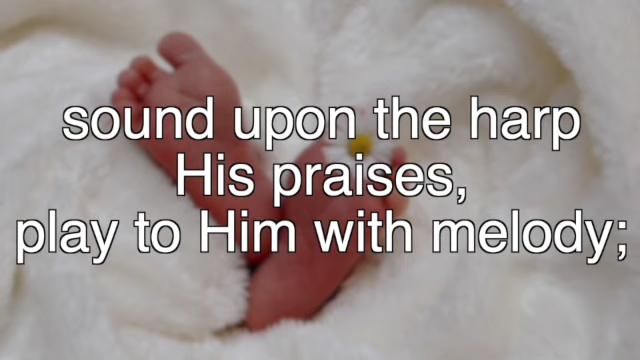 sound upon the harp
His praises,
play to Him with melody;